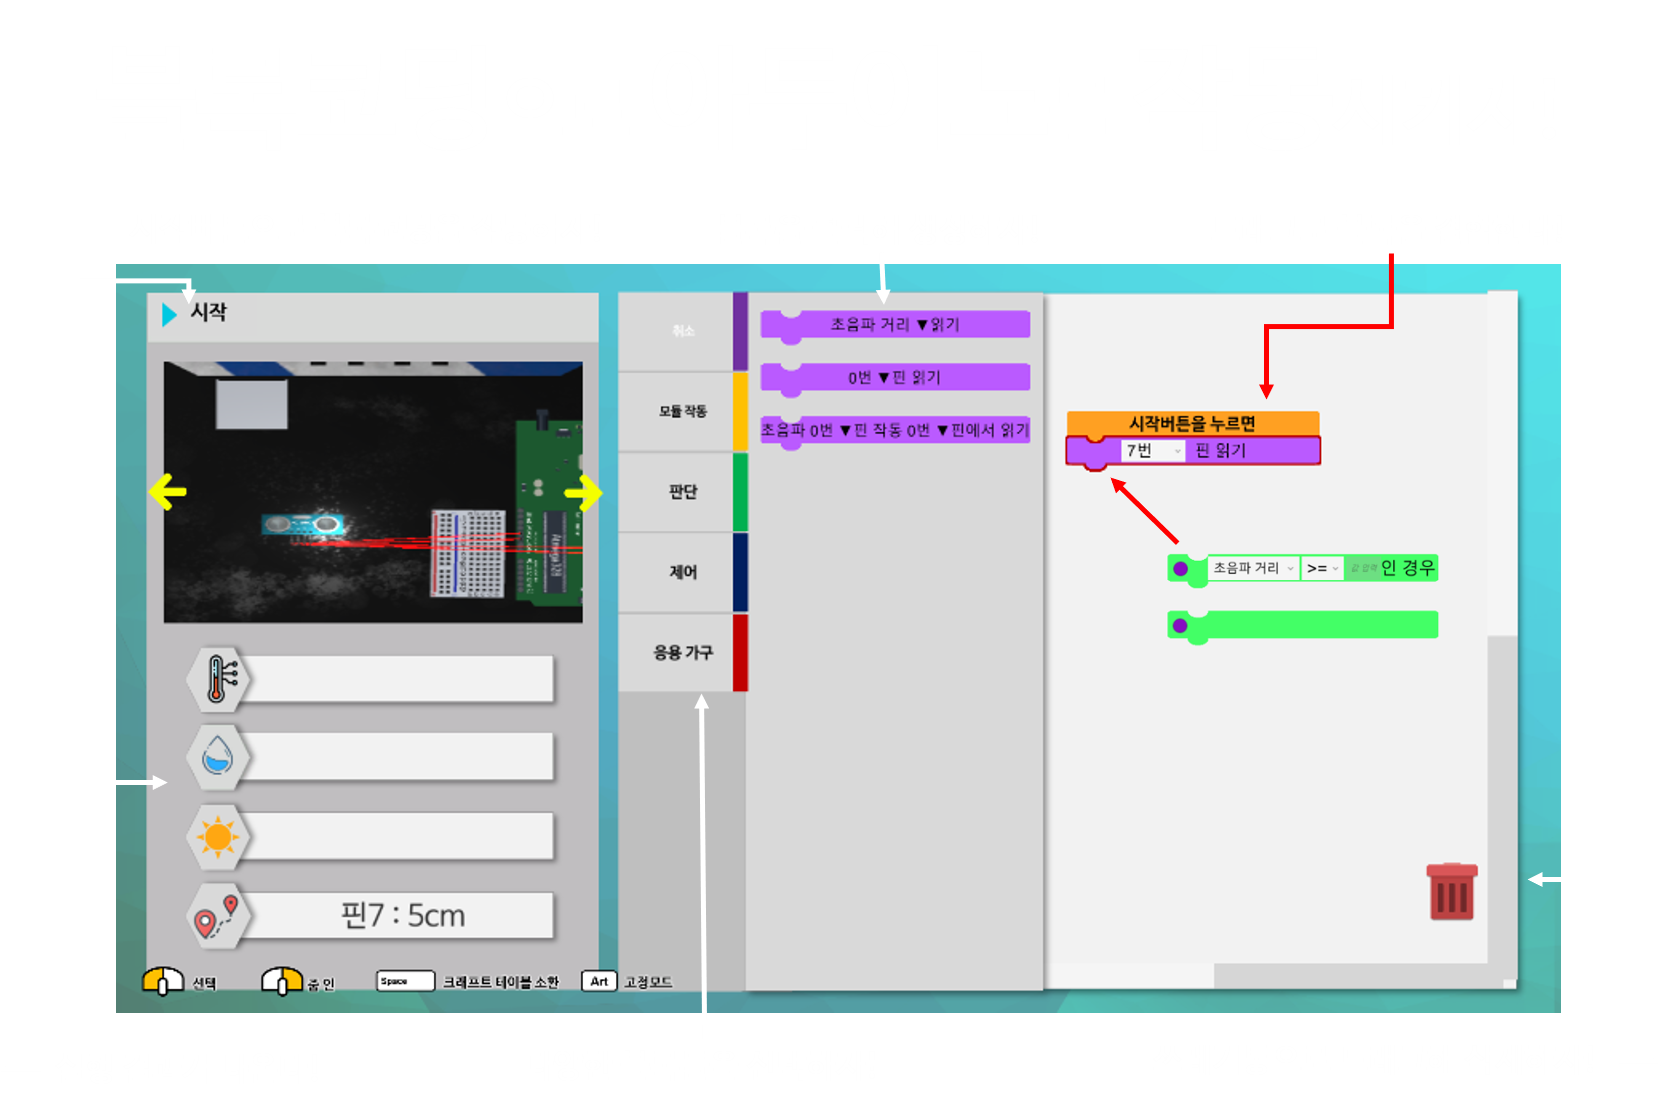 시작
취소
모듈 작동
판단
제어
응용 가구
초음파 거리 ▼읽기
0번 ▼핀 읽기
초음파 0번 ▼핀 작동 0번 ▼핀에서 읽기
시작버튼을 누르면
7번 핀 읽기
초음파 거리 >= 값 입력 인 경우
핀7 : 5cm
선택
줌 인
Space 크래프트 테이블 소환
Art 고정모드